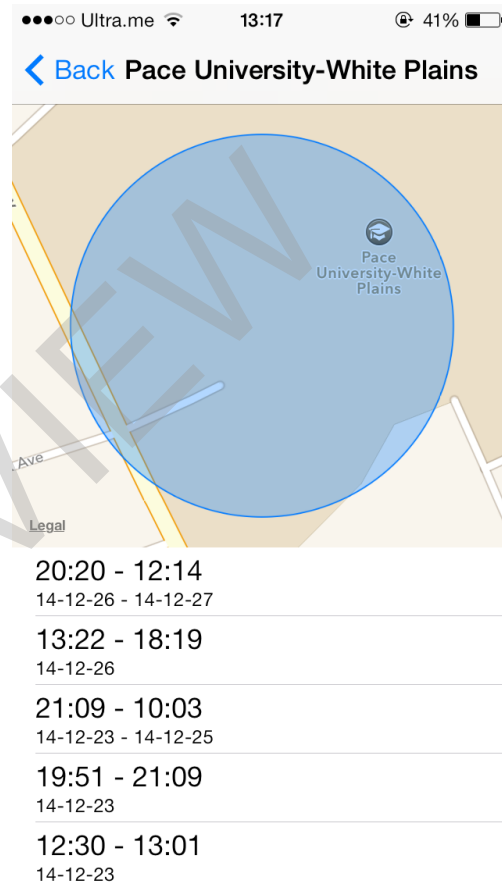 Ultra.me 13:17 41%
Back Pace University-White Plains
Pace
University-White
Plains
Ave
Legal
VIEW
20:20 - 12:14
14-12-26 - 14-12-27
13:22 - 18:19
14-12-26
21:09 - 10:03
14-12-23 - 14-12-25
19:51 - 21:09
14-12-23
12:30 - 13:01
14-12-23